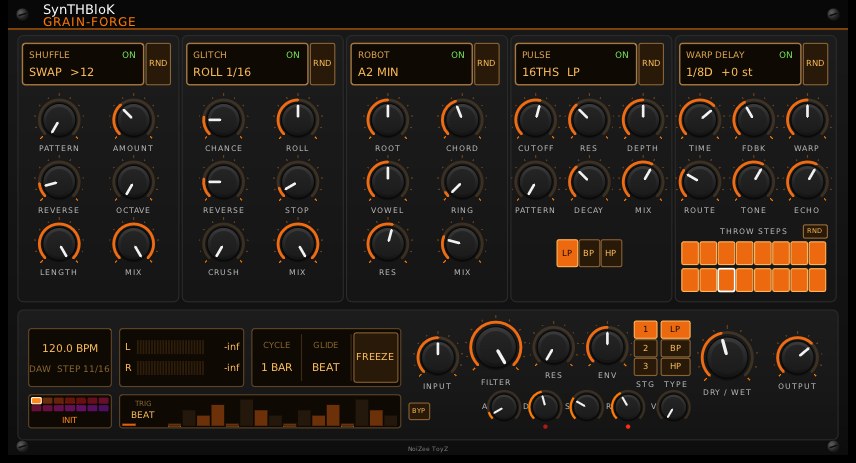 SynTHBloK
GRAIN-FORGE
SHUFFLE ON
SWAP >12
RND
GLITCH ON
ROLL 1/16
RND
ROBOT ON
A2 MIN
RND
PULSE ON
16THS LP
RND
WARP DELAY ON
1/8D +0 st
RND
PATTERN AMOUNT CHANCE ROLL ROOT CHORD CUTOFF RES DEPTH TIME FDBK WARP
REVERSE OCTAVE REVERSE STOP VOWEL RING PATTERN DECAY MIX ROUTE TONE ECHO
THROW STEPS RND
LP BP HP
LENGTH MIX CRUSH MIX RES MIX
120.0 BPM
DAW STEP 11/16
L -inf
R -inf
CYCLE GLIDE
1 BAR BEAT
FREEZE
INPUT FILTER RES ENV
1 LP
2 BP
3 HP
STG TYPE
DRY / WET OUTPUT
INIT
TRIG
BEAT
BYP
A D S R V
NeiZee ToyZ